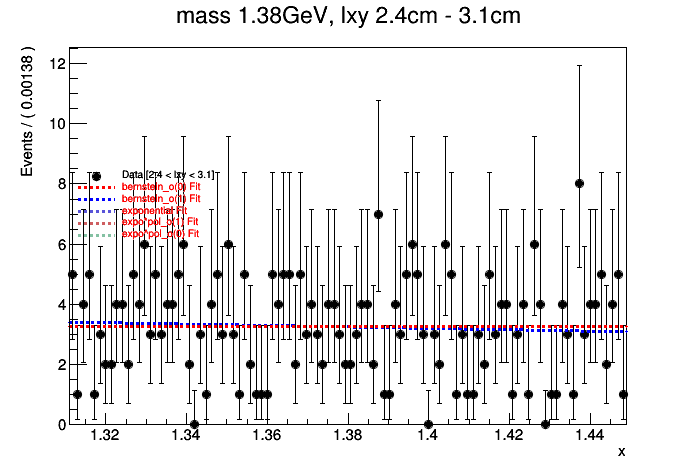 mass 1.38GeV, lxy 2.4cm - 3.1cm
Events / ( 0.00138 )
12
10
8
6
4
2
0
Data [2.4 < lxy < 3.1]
bernstein_o(0) Fit
bernstein_o(1) Fit
exponential Fit
expo*pol_o(1) Fit
expo*pol_o(0) Fit
1.32 1.34 1.36 1.38 1.4 1.42 1.44
x